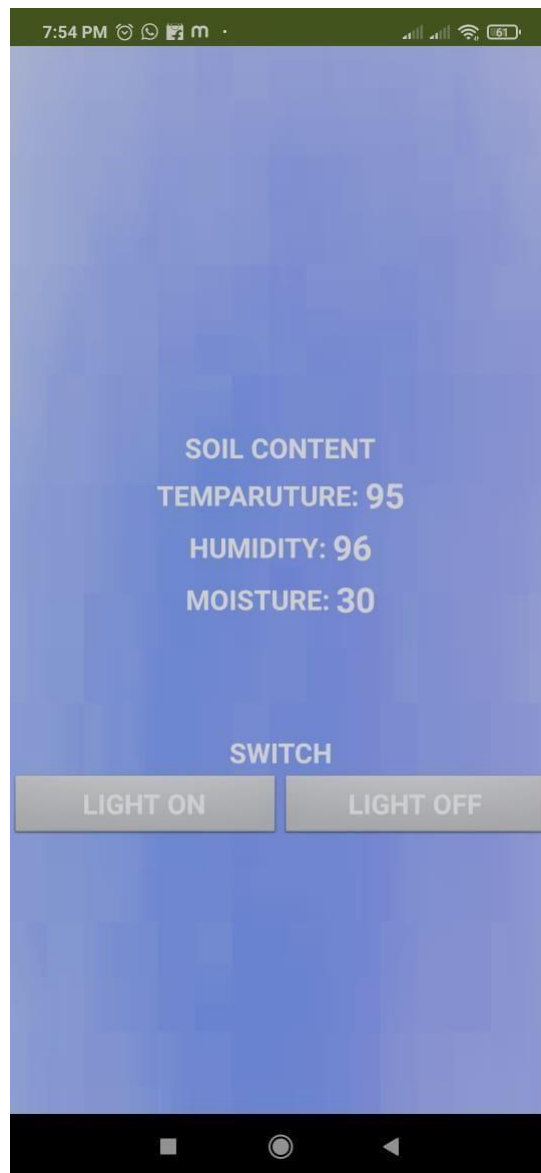 7:54 PM m 61
SOIL CONTENT
TEMPARUTURE: 95
HUMIDITY: 96
MOISTURE: 30
SWITCH
LIGHT ON LIGHT OFF